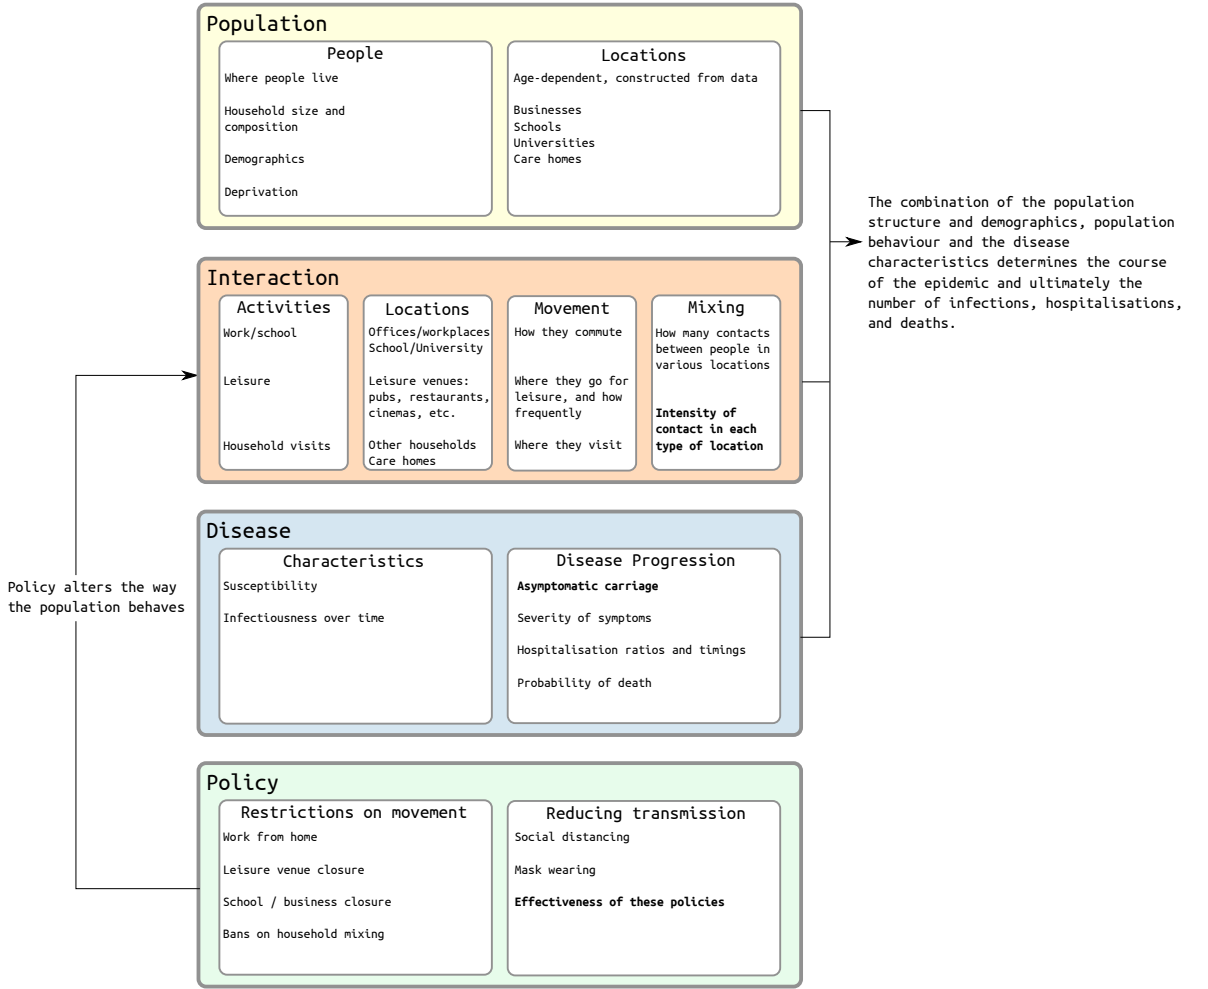 Population
People
Where people live
Household size and
composition
Demographics
Deprivation
Locations
Age-dependent, constructed from data
Businesses
Schools
Universities
Care homes
The combination of the population
structure and demographics, population
behaviour and the disease
characteristics determines the course
of the epidemic and ultimately the
number of infections, hospitalisations,
and deaths.
Interaction
Activities
Work/school
Leisure
Household visits
Locations
Offices/workplaces
School/University
Leisure venues:
pubs, restaurants,
cinemas, etc.
Other households
Care homes
Movement
How they commute
Where they go for
leisure, and how
frequently
Where they visit
Mixing
How many contacts
between people in
various locations
Intensity of
contact in each
type of location
Disease
Characteristics
Susceptibility
Infectiousness over time
Disease Progression
Asymptomatic carriage
Severity of symptoms
Hospitalisation ratios and timings
Probability of death
Policy alters the way
the population behaves
Policy
Restrictions on movement
Work from home
Leisure venue closure
School / business closure
Bans on household mixing
Reducing transmission
Social distancing
Mask wearing
Effectiveness of these policies